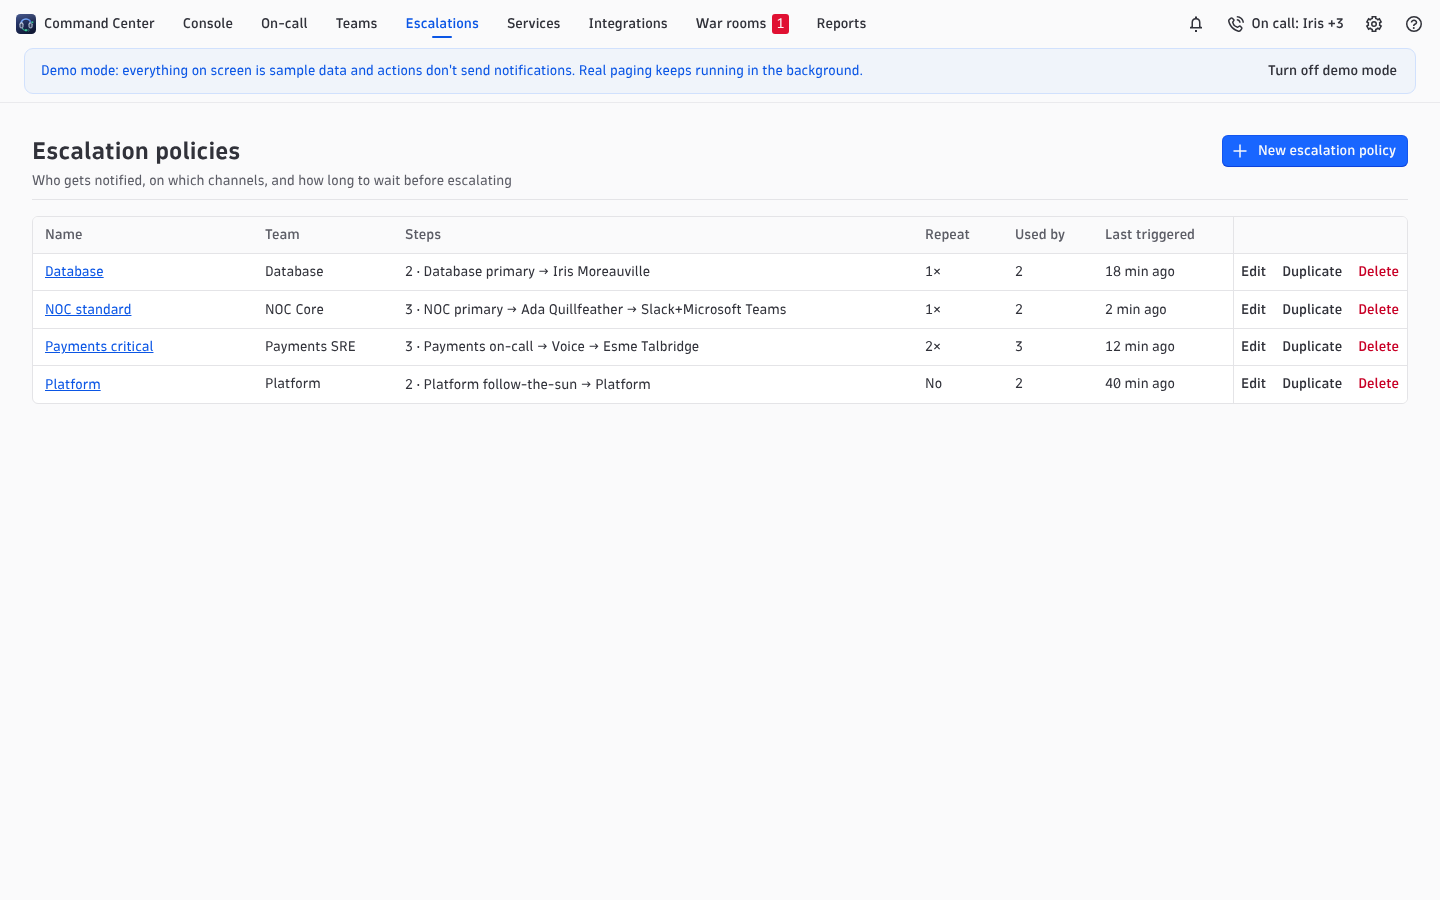 Command Center Console On-call Teams Escalations Services Integrations War rooms 1 Reports On call: Iris +3
Demo mode: everything on screen is sample data and actions don't send notifications. Real paging keeps running in the background. Turn off demo mode
Escalation policies
New escalation policy
Who gets notified, on which channels, and how long to wait before escalating
Name Team Steps Repeat Used by Last triggered
Database Database 2 · Database primary → Iris Moreauville 1× 2 18 min ago Edit Duplicate Delete
NOC standard NOC Core 3 · NOC primary → Ada Quillfeather → Slack+Microsoft Teams 1× 2 2 min ago Edit Duplicate Delete
Payments critical Payments SRE 3 · Payments on-call → Voice → Esme Talbridge 2× 3 12 min ago Edit Duplicate Delete
Platform Platform 2 · Platform follow-the-sun → Platform No 2 40 min ago Edit Duplicate Delete